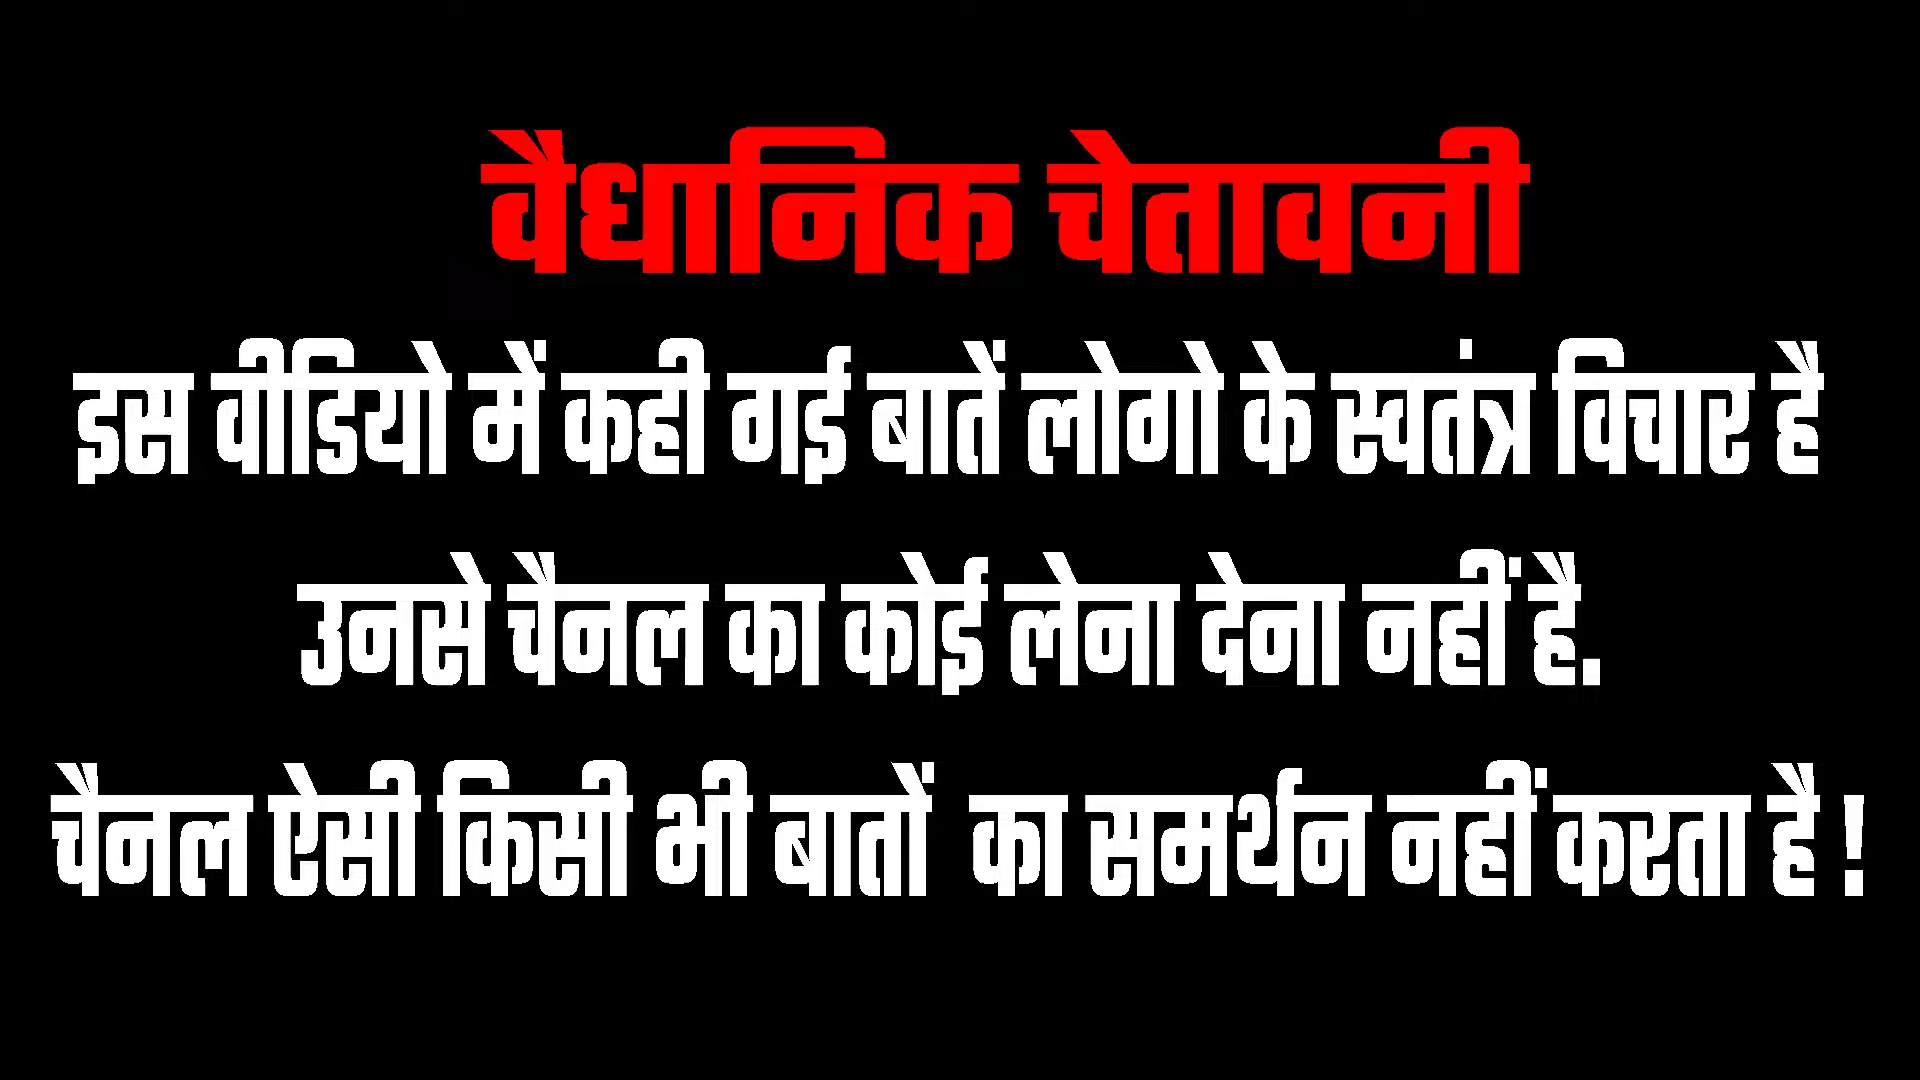 वैधानिक चेतावनी
इस वीडियो में कही गई बातें लोगो के स्वतंत्र विचार है
उनसे चैनल का कोई लेना देना नहीं है.
चैनल ऐसी किसी भी बातों का समर्थन नहीं करता है !